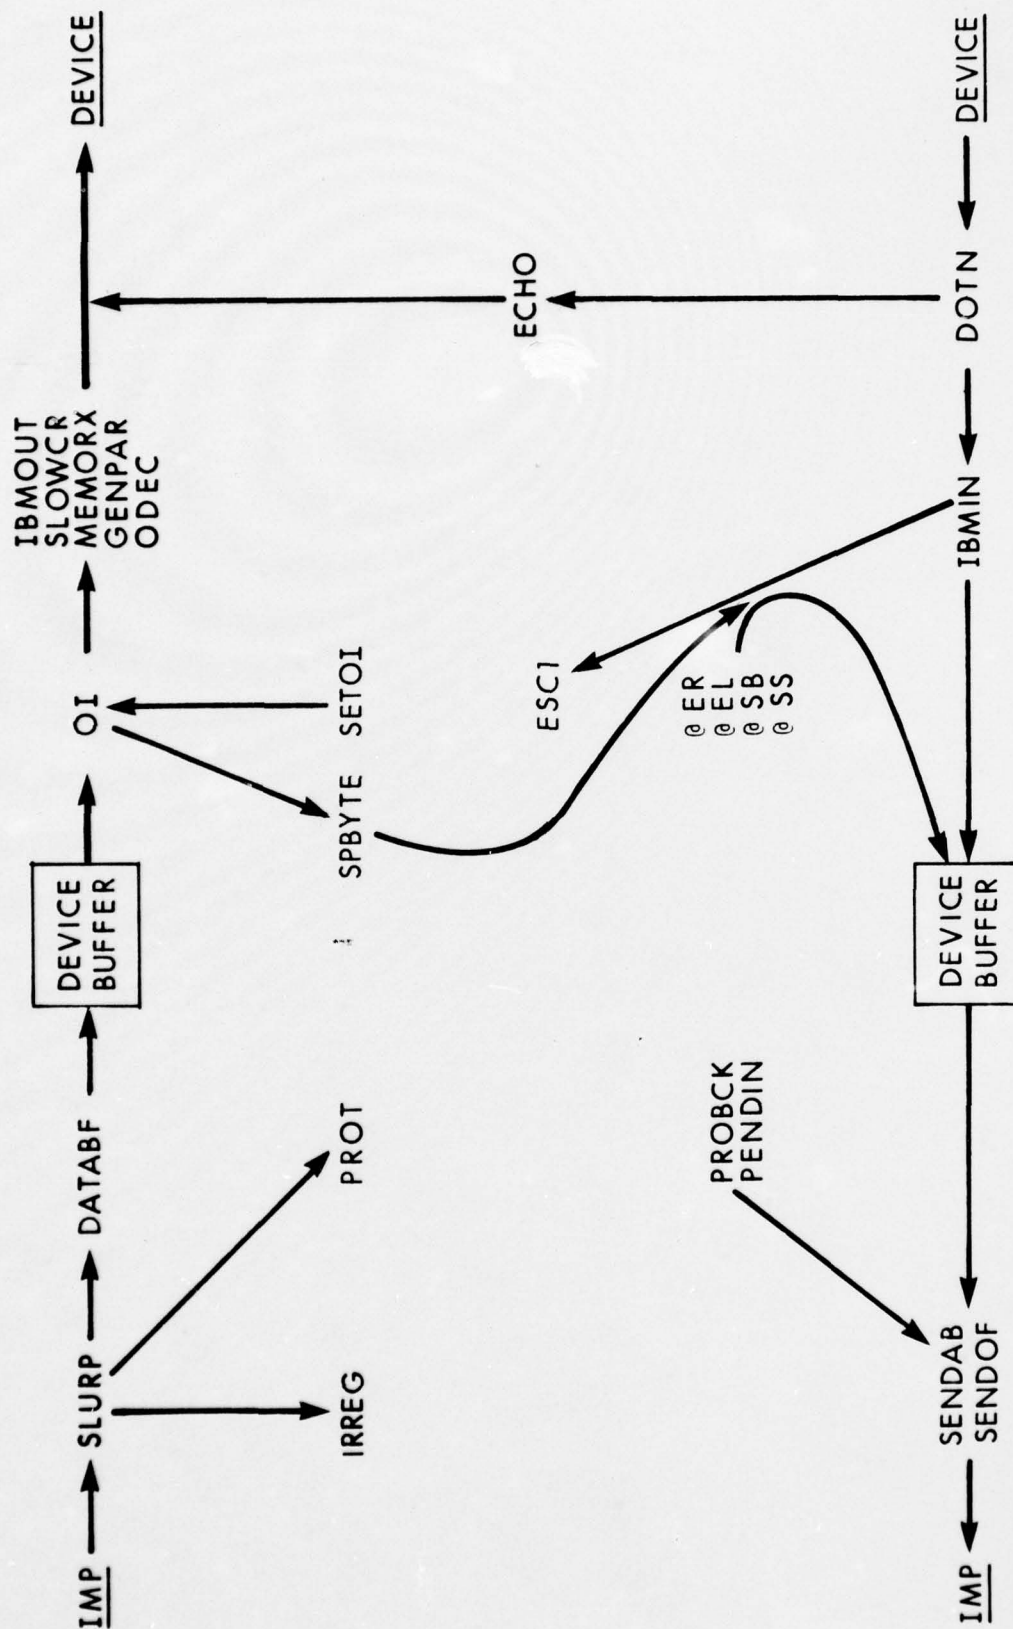 IMP
SLURP
DATABF
DEVICE
BUFFER
OI
IBMOUT
SLOWCR
MEMORX
GENPAR
ODEC
DEVICE
IRREG
PROT
SPBYTE
SETOI
ECHO
ESC1
@ ER
@ EL
@ SB
@ SS
PROBCK
PENDIN
IMP
SENDAB
SENDOF
DEVICE
BUFFER
IBMIN
DOTN
DEVICE